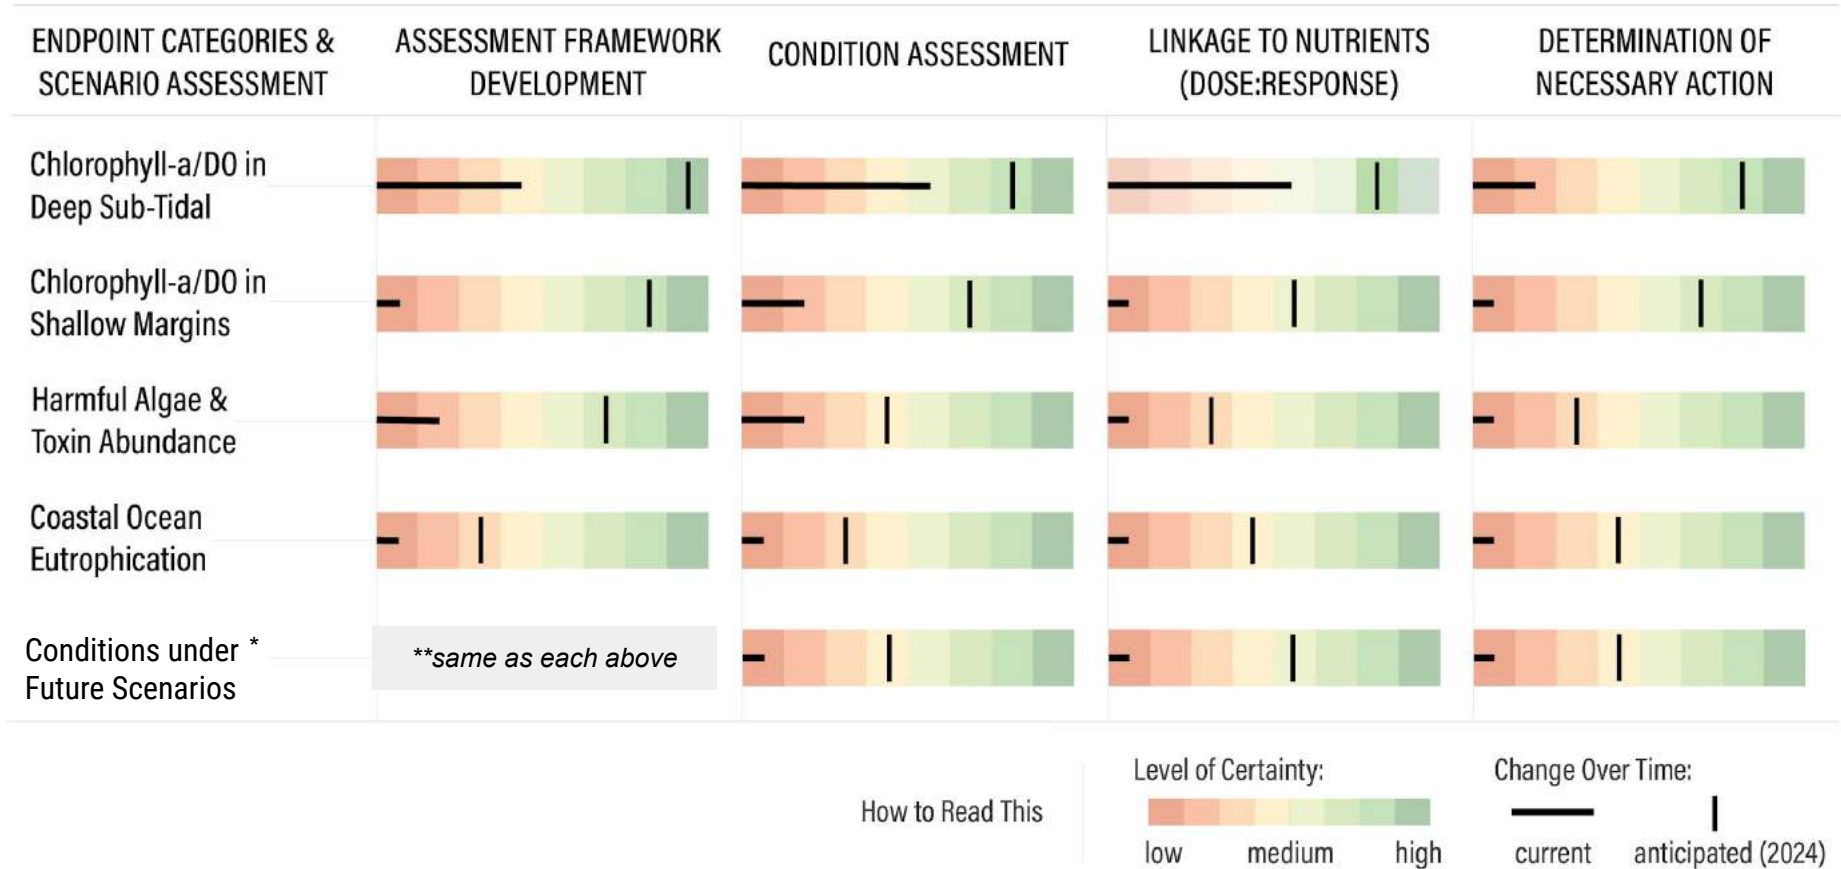 ENDPOINT CATEGORIES &
SCENARIO ASSESSMENT
ASSESSMENT FRAMEWORK
DEVELOPMENT
CONDITION ASSESSMENT
LINKAGE TO NUTRIENTS
(DOSE:RESPONSE)
DETERMINATION OF
NECESSARY ACTION
Chlorophyll-a/DO in
Deep Sub-Tidal
Chlorophyll-a/DO in
Shallow Margins
Harmful Algae &
Toxin Abundance
Coastal Ocean
Eutrophication
Conditions under *
Future Scenarios
**same as each above
How to Read This
Level of Certainty:
low medium high
Change Over Time:
current anticipated (2024)